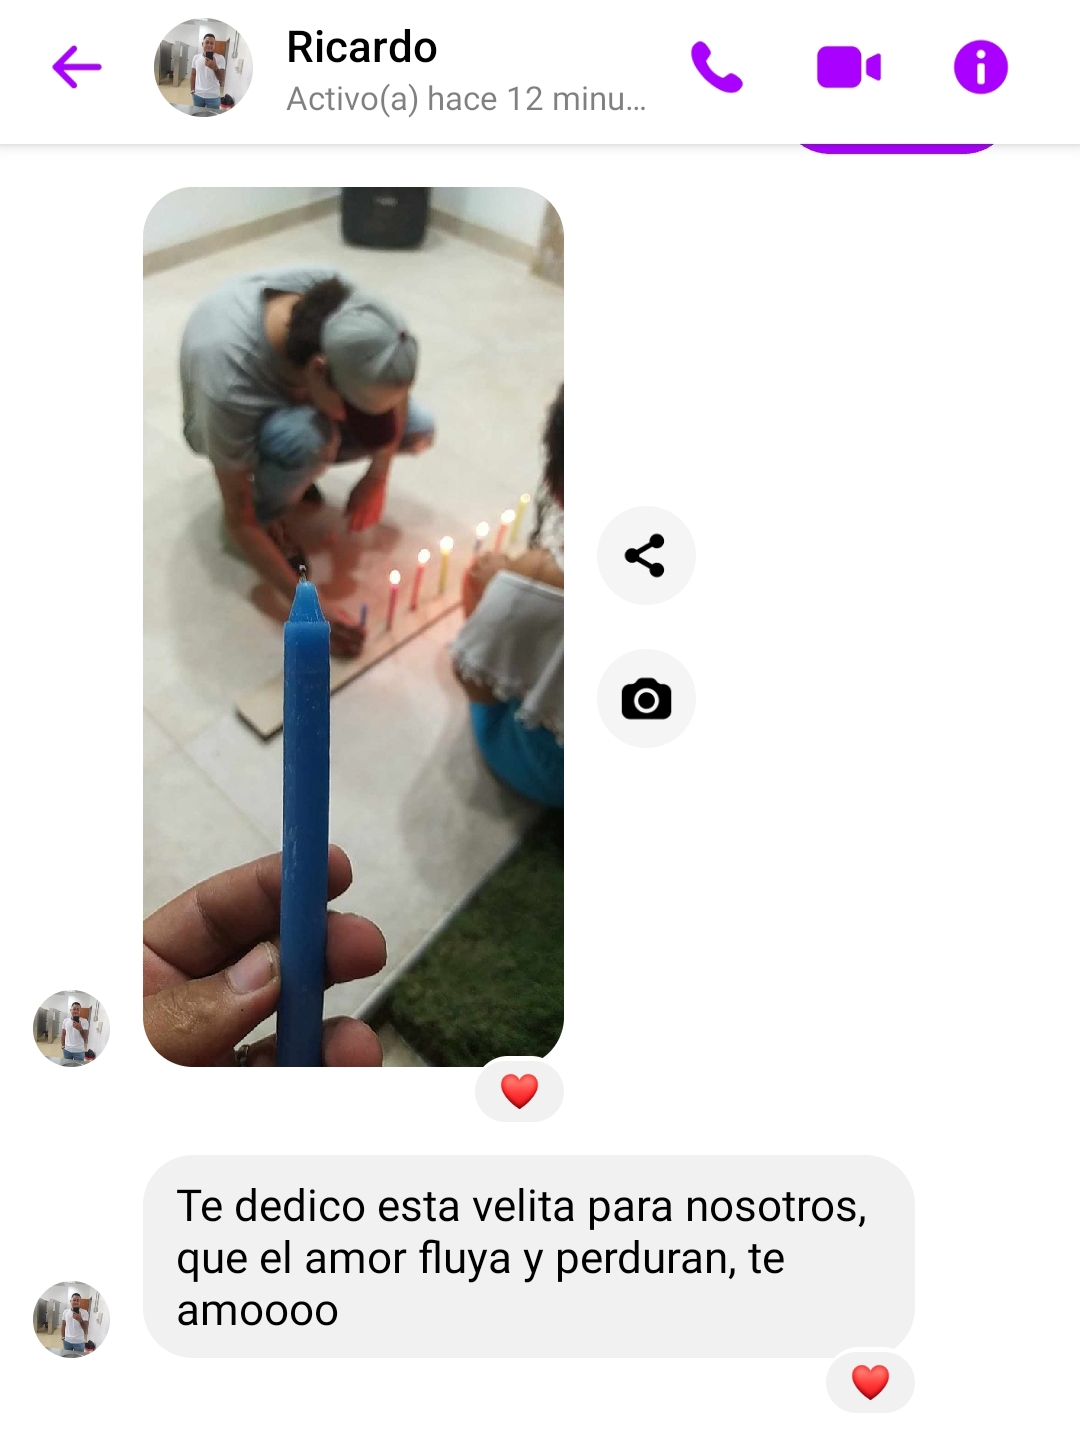 Ricardo
Activo(a) hace 12 minu...
Te dedico esta velita para nosotros,
que el amor fluya y perduran, te
amoooo